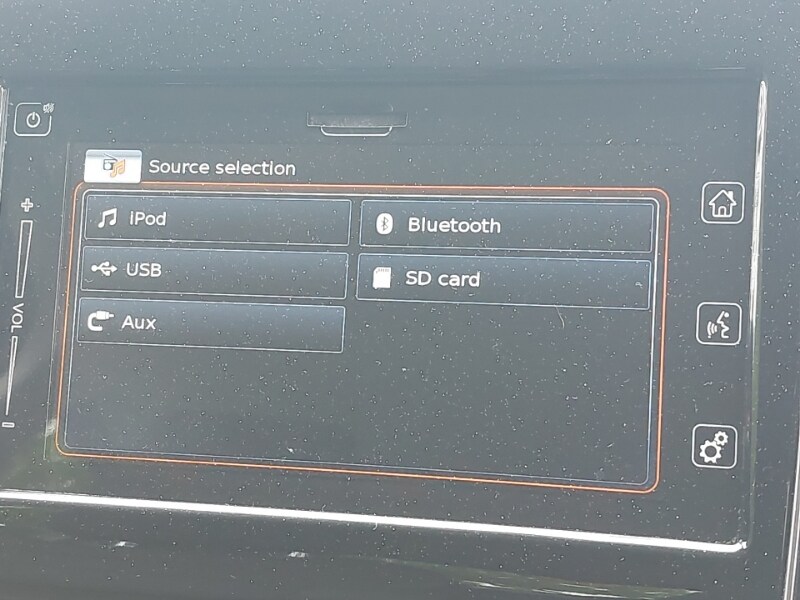 Source selection
iPod
Bluetooth
USB
SD card
Aux
VOL